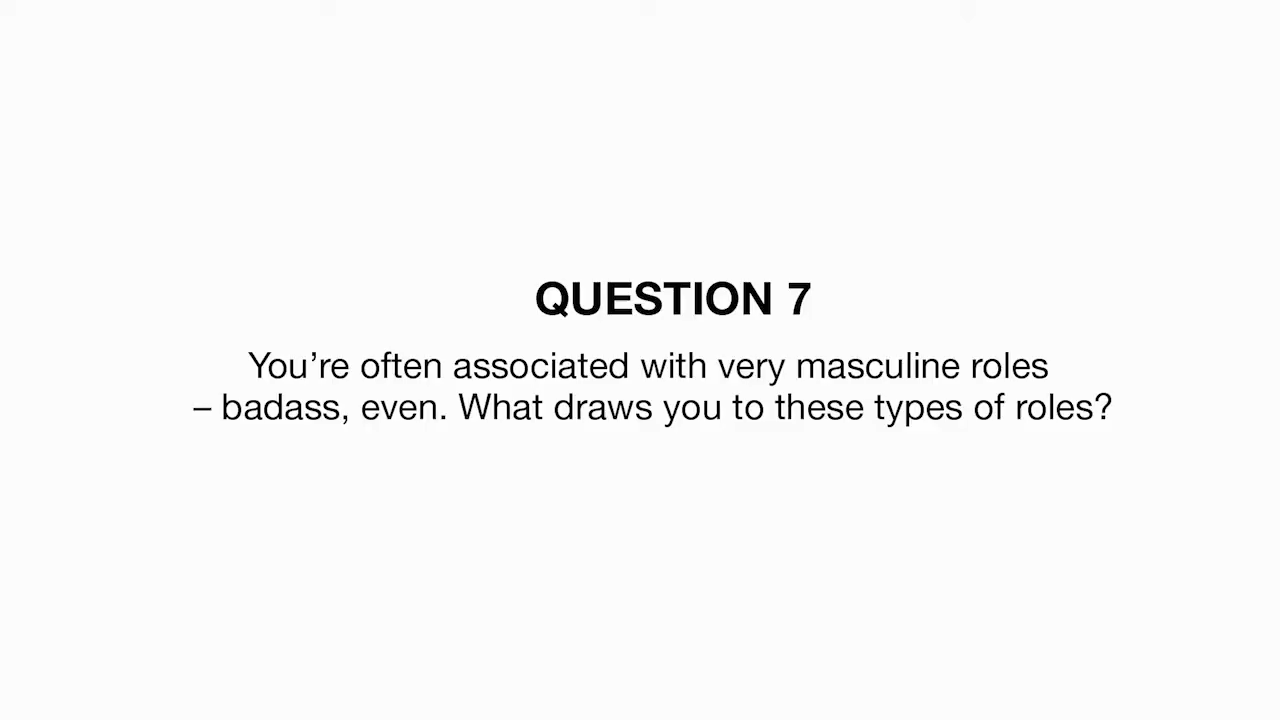 QUESTION 7
You’re often associated with very masculine roles
– badass, even. What draws you to these types of roles?